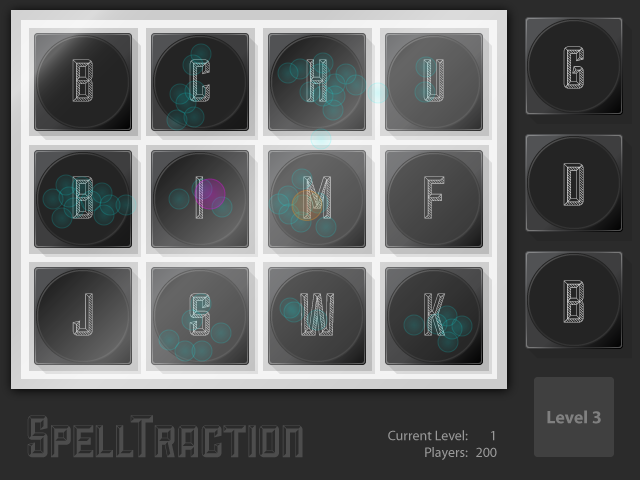 B C H U
G
B I M F
D
J S W K
B
SPELLTRACTION
Current Level: 1
Players: 200
Level 3